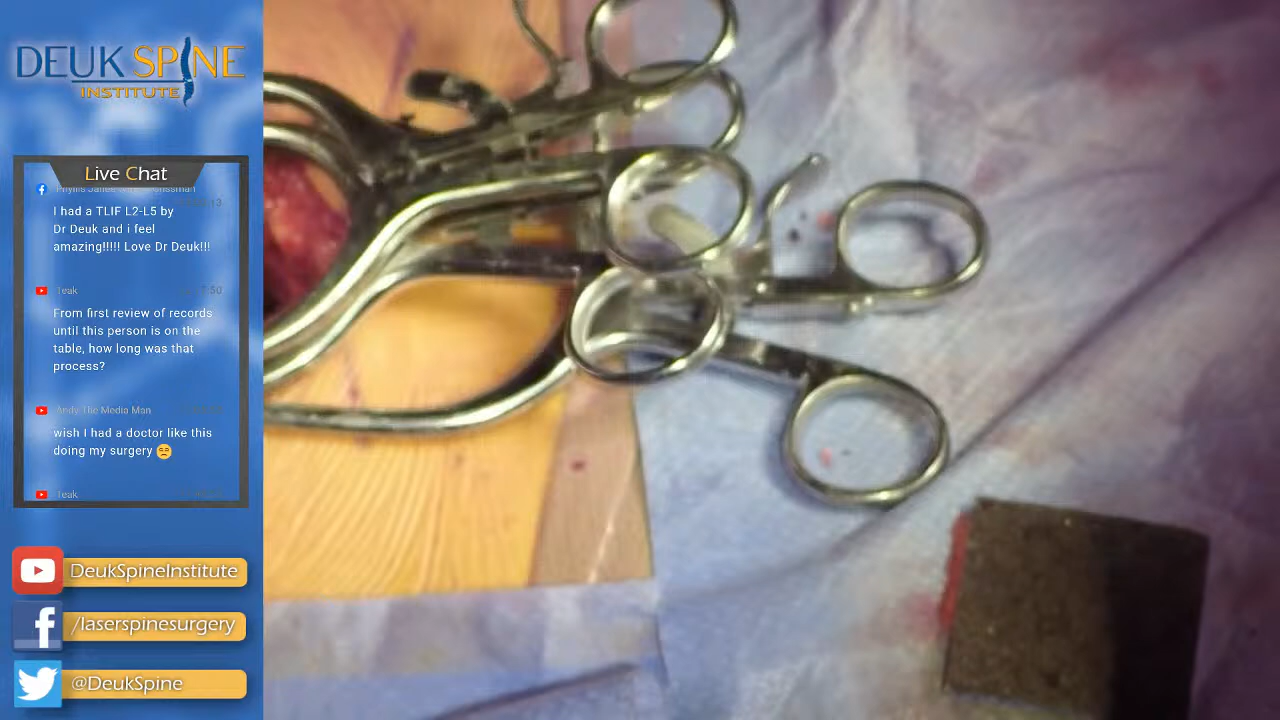 DEUK SPINE
INSTITUTE
Live Chat
I had a TLIF L2-L5 by
Dr Deuk and i feel
amazing!!!!! Love Dr Deuk!!!
Teak
From first review of records
until this person is on the
table, how long was that
process?
Andy The Media Man
wish I had a doctor like this
doing my surgery 😔
Teak
DeukSpineInstitute
/laserspinesurgery
@DeukSpine